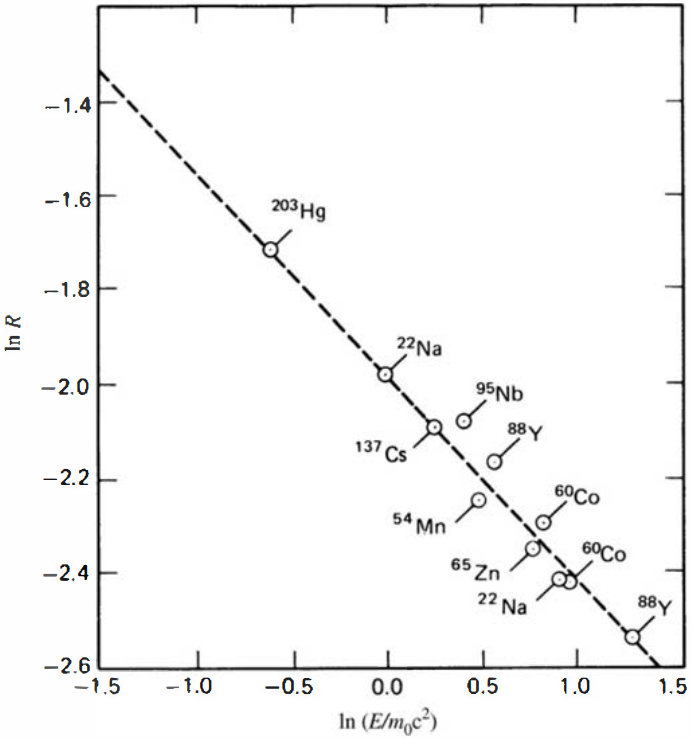 −1.4
−1.6
²⁰³Hg
−1.8
ln R
²²Na
−2.0
⁹⁵Nb
⁸⁸Y
¹³⁷Cs
−2.2
⁶⁰Co
⁵⁴Mn
⁶⁰Co
⁶⁵Zn
−2.4
²²Na
⁸⁸Y
−2.6
−1.5 −1.0 −0.5 0.0 0.5 1.0 1.5
ln (E/m₀c²)